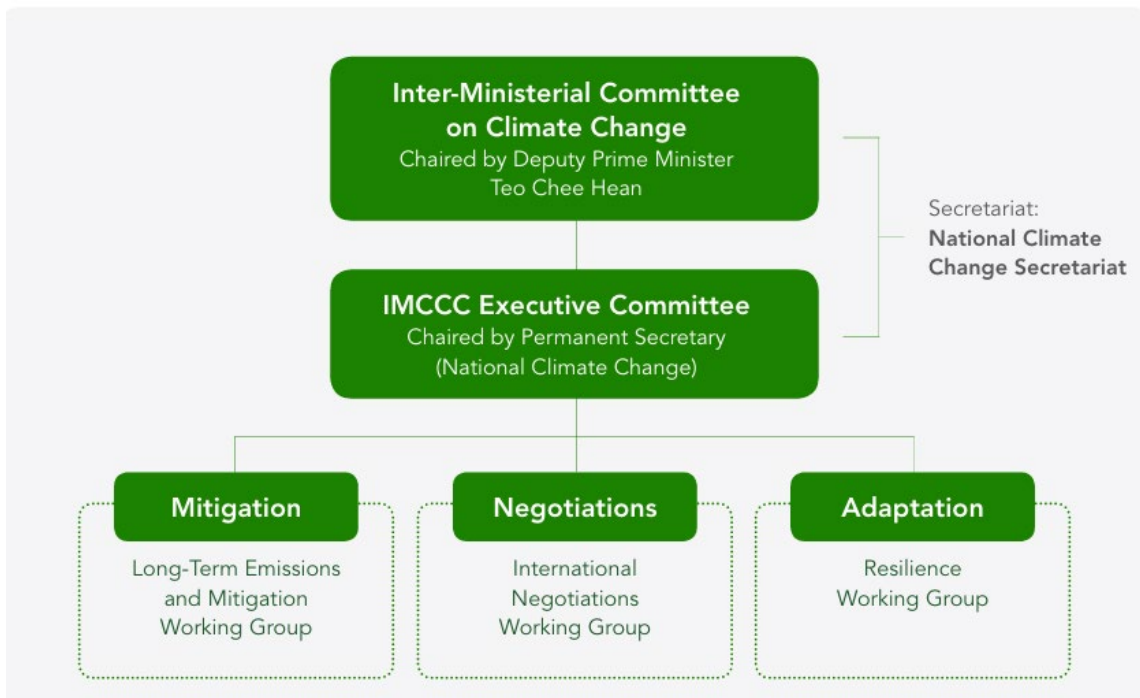 Inter-Ministerial Committee
on Climate Change
Chaired by Deputy Prime Minister
Teo Chee Hean
Secretariat:
National Climate
Change Secretariat
IMCCC Executive Committee
Chaired by Permanent Secretary
(National Climate Change)
Mitigation
Long-Term Emissions
and Mitigation
Working Group
Negotiations
International
Negotiations
Working Group
Adaptation
Resilience
Working Group